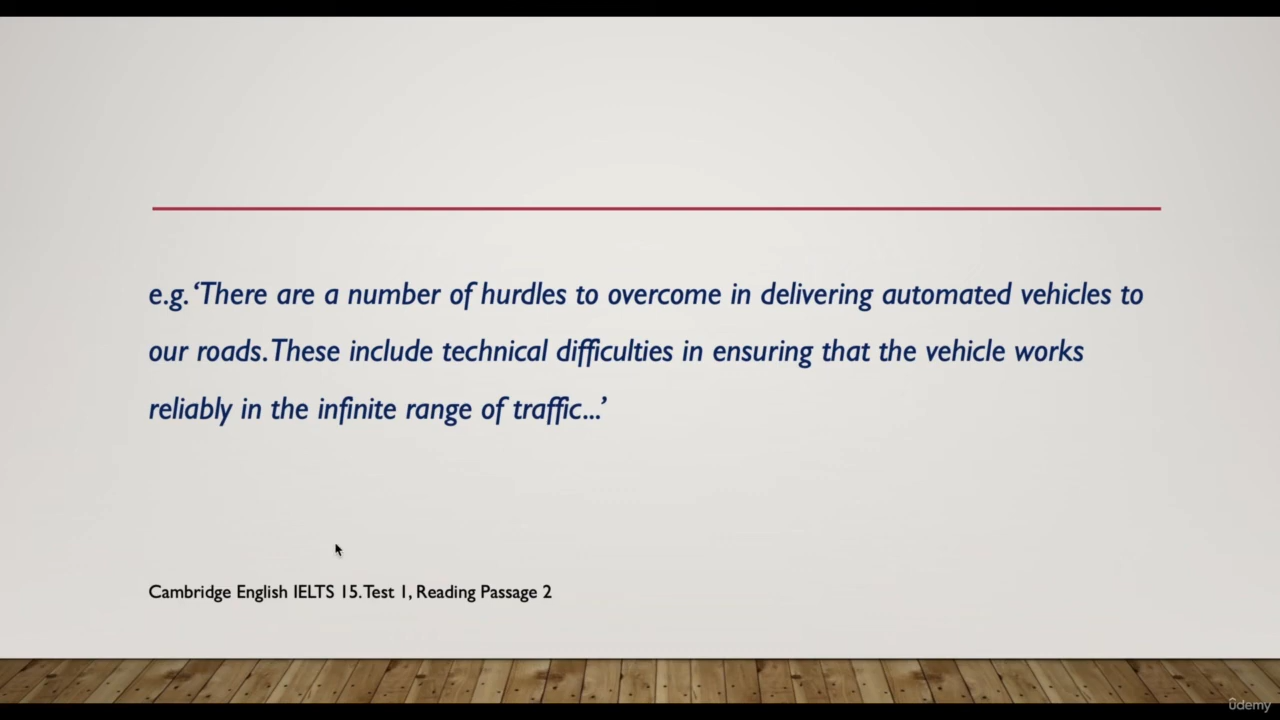 e.g. ‘There are a number of hurdles to overcome in delivering automated vehicles to
our roads. These include technical difficulties in ensuring that the vehicle works
reliably in the infinite range of traffic...’
Cambridge English IELTS 15. Test 1, Reading Passage 2
ûdemy